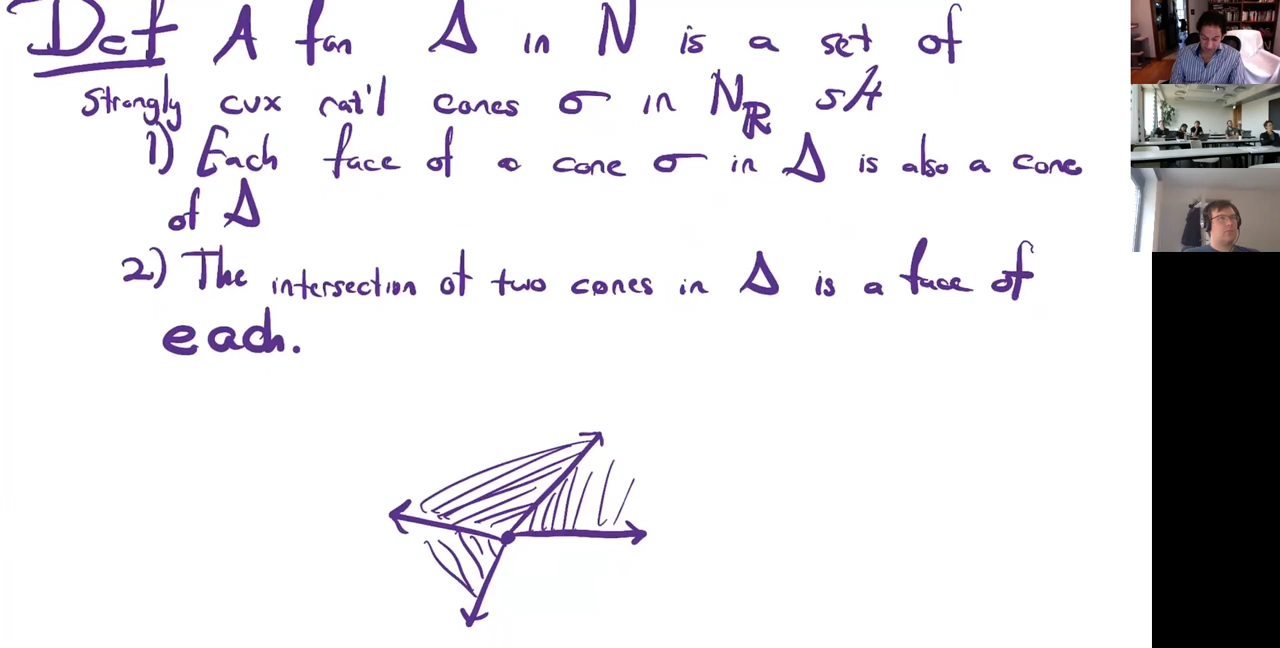 Def A fan Δ in N is a set of
Strongly cvx rat'l cones σ in Nℝ s/t
1) Each face of a cone σ in Δ is also a cone
of Δ
2) The intersection of two cones in Δ is a face of
each.